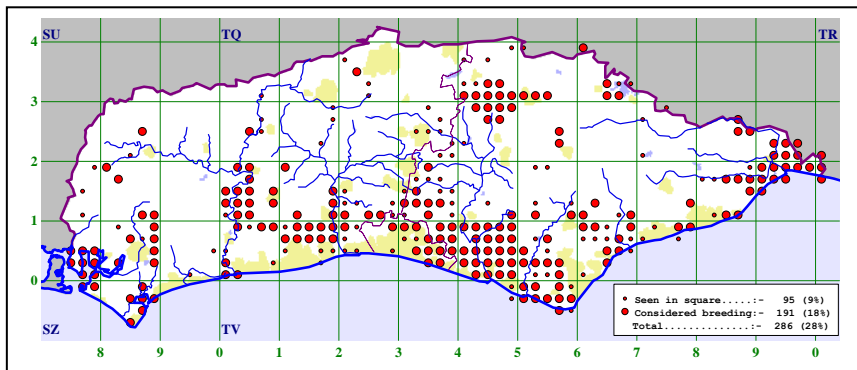 SU TQ TR
4
3
2
1
0
Seen in square.....:- 95 (9%)
Considered breeding:- 191 (18%)
Total..............:- 286 (28%)
SZ TV
8 9 0 1 2 3 4 5 6 7 8 9 0